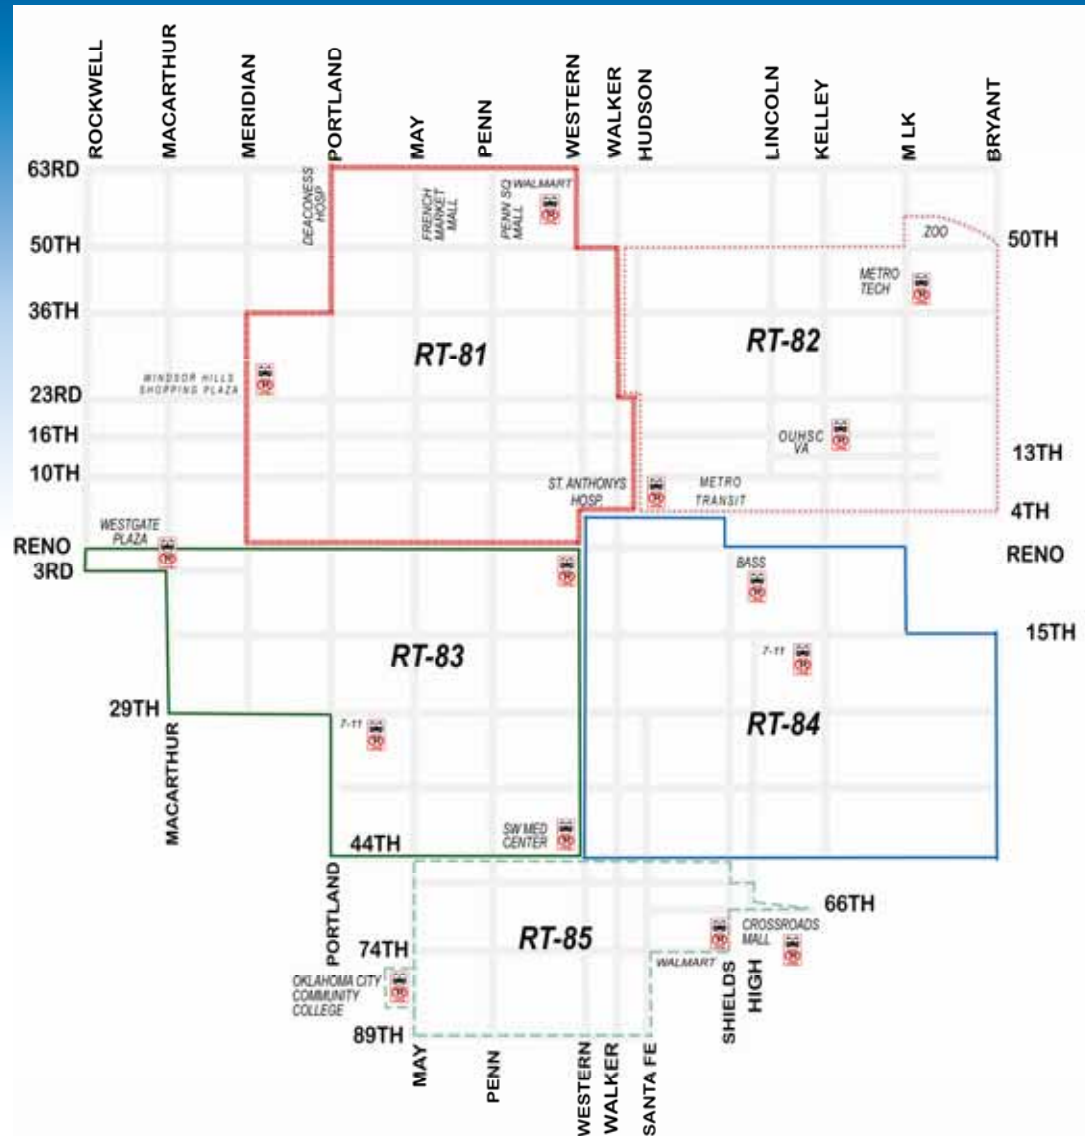 ROCKWELL
MACARTHUR
MERIDIAN
PORTLAND
MAY
PENN
WESTERN
WALKER
HUDSON
LINCOLN
KELLEY
M LK
BRYANT
63RD
DEACONESS
HOSP
FRENCH
MARKET
MALL
PENN SQ
MALL
WALMART
50TH
ZOO
50TH
METRO
TECH
36TH
RT-81
RT-82
WINDSOR HILLS
SHOPPING PLAZA
23RD
16TH
OUHSC
VA
13TH
10TH
ST. ANTHONYS
HOSP.
METRO
TRANSIT
4TH
WESTGATE
PLAZA
RENO
RENO
3RD
BASS
15TH
RT-83
7-11
29TH
7-11
RT-84
MACARTHUR
SW MED
CENTER
44TH
PORTLAND
66TH
74TH
RT-85
CROSSROADS
MALL
WALMART
OKLAHOMA CITY
COMMUNITY
COLLEGE
SHIELDS
HIGH
89TH
MAY
PENN
WESTERN
WALKER
SANTA FE